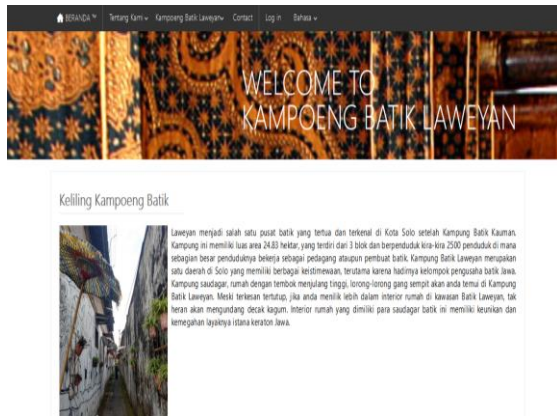 BERANDA Tentang Kami Kampoeng Batik Laweyan Contact Log in Bahasa
WELCOME TO
KAMPOENG BATIK LAWEYAN
Keliling Kampoeng Batik
Laweyan menjadi salah satu pusat batik yang tertua dan terkenal di Kota Solo setelah Kampung Batik Kauman.
Kampung ini memiliki luas area 24.83 hektar, yang terdiri dari 3 blok dan berpenduduk kira-kira 2500 penduduk di mana
sebagian besar penduduknya bekerja sebagai pedagang ataupun pembuat batik. Kampung Batik Laweyan merupakan
satu daerah di Solo yang memiliki berbagai keistimewaan, terutama karena hadirnya kelompok pengusaha batik Jawa.
Kampung saudagar, rumah dengan tembok menjulang tinggi, lorong-lorong gang sempit akan anda temui di Kampung
Batik Laweyan. Meski terkesan tertutup, jika anda menilik lebih dalam interior rumah di kawasan Batik Laweyan, tak
heran akan mengundang decak kagum. Interior rumah yang dimiliki para saudagar batik ini memiliki keunikan dan
kemegahan layaknya istana keraton Jawa.